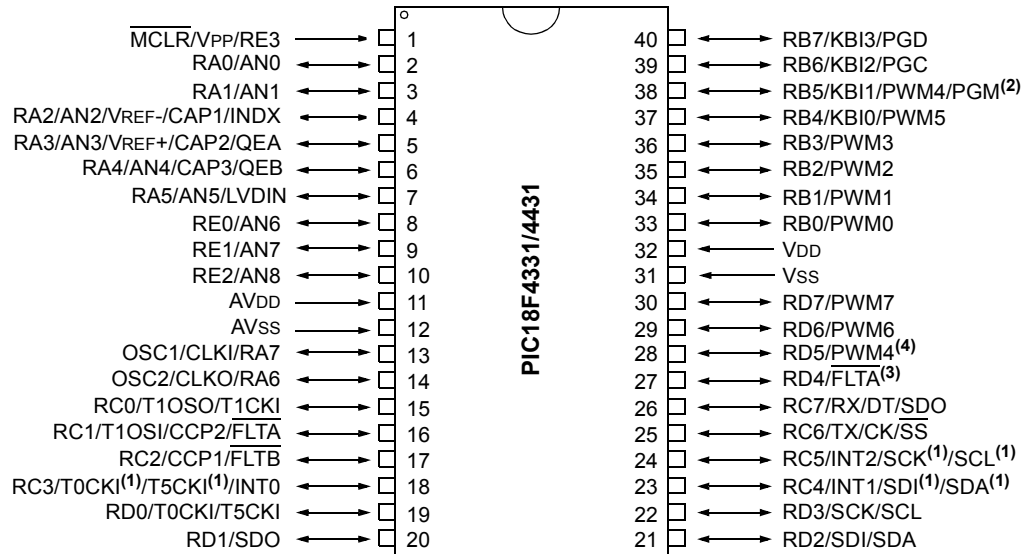 MCLR/VPP/RE3 1
RA0/AN0 2
RA1/AN1 3
RA2/AN2/VREF-/CAP1/INDX 4
RA3/AN3/VREF+/CAP2/QEA 5
RA4/AN4/CAP3/QEB 6
RA5/AN5/LVDIN 7
RE0/AN6 8
RE1/AN7 9
RE2/AN8 10
AVDD 11
AVSS 12
OSC1/CLKI/RA7 13
OSC2/CLKO/RA6 14
RC0/T1OSO/T1CKI 15
RC1/T1OSI/CCP2/FLTA 16
RC2/CCP1/FLTB 17
RC3/T0CKI(1)/T5CKI(1)/INT0 18
RD0/T0CKI/T5CKI 19
RD1/SDO 20
PIC18F4331/4431
40 RB7/KBI3/PGD
39 RB6/KBI2/PGC
38 RB5/KBI1/PWM4/PGM(2)
37 RB4/KBI0/PWM5
36 RB3/PWM3
35 RB2/PWM2
34 RB1/PWM1
33 RB0/PWM0
32 VDD
31 VSS
30 RD7/PWM7
29 RD6/PWM6
28 RD5/PWM4(4)
27 RD4/FLTA(3)
26 RC7/RX/DT/SDO
25 RC6/TX/CK/SS
24 RC5/INT2/SCK(1)/SCL(1)
23 RC4/INT1/SDI(1)/SDA(1)
22 RD3/SCK/SCL
21 RD2/SDI/SDA